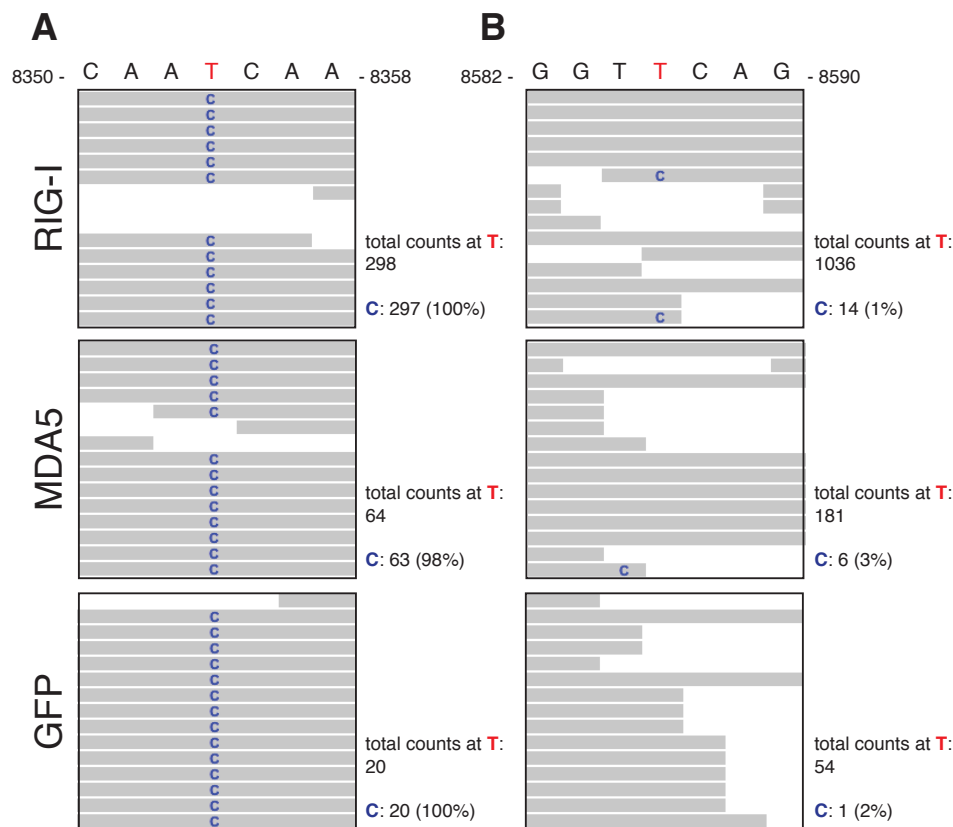 A B
8350 - C A A T C A A - 8358
8582 - G G T T C A G - 8590
RIG-I
C
C
C
C
C
C
C
C
C
C
C
C
total counts at T:
298
C: 297 (100%)
C
C
total counts at T:
1036
C: 14 (1%)
MDA5
C
C
C
C
C
C
C
C
C
C
C
C
C
total counts at T:
64
C: 63 (98%)
C
total counts at T:
181
C: 6 (3%)
GFP
C
C
C
C
C
C
C
C
C
C
C
C
C
C
total counts at T:
20
C: 20 (100%)
total counts at T:
54
C: 1 (2%)